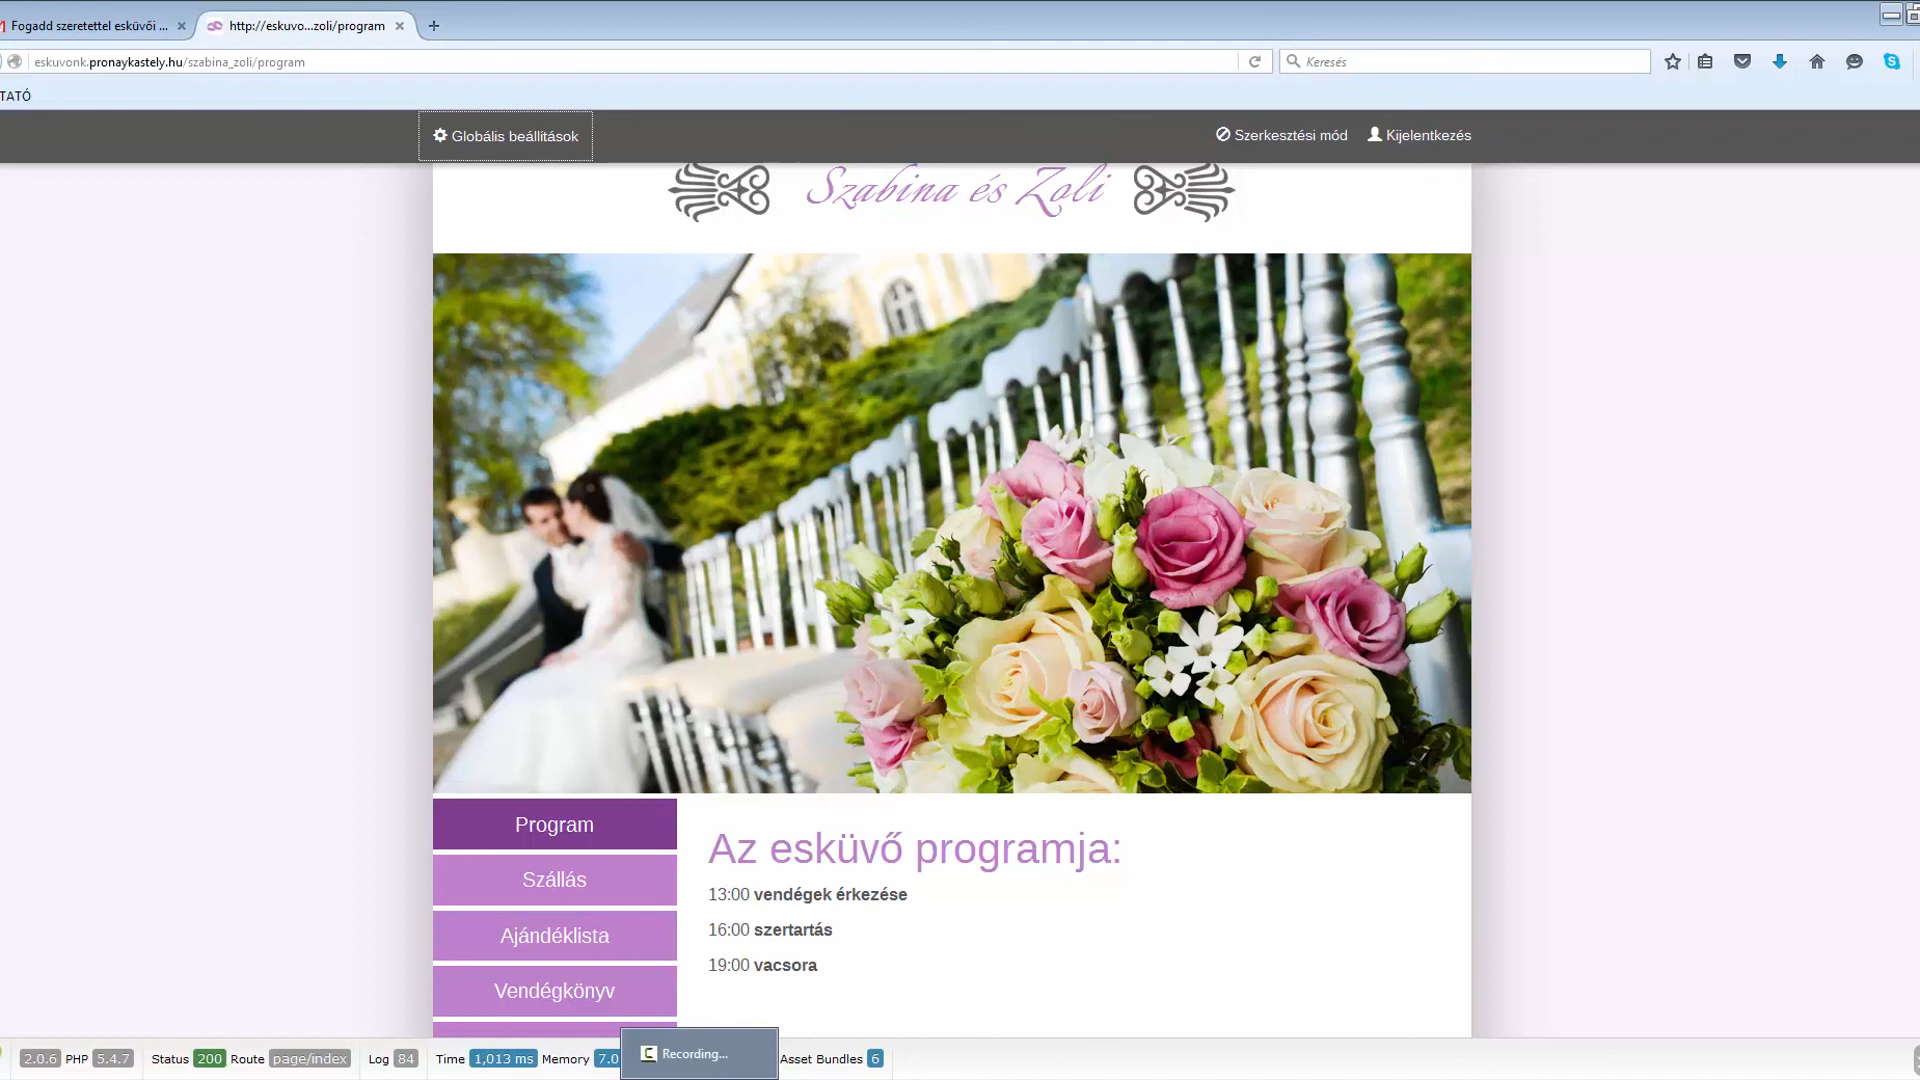 Fogadd szeretettel esküvői ...
http://eskuvo...zoli/program
eskuvonk.pronaykastely.hu/szabina_zoli/program
Keresés
TATÓ
Globális beállítások
Szerkesztési mód
Kijelentkezés
Szabina és Zoli
Program
Szállás
Ajándéklista
Vendégkönyv
Az esküvő programja:
13:00 vendégek érkezése
16:00 szertartás
19:00 vacsora
2.0.6 PHP 5.4.7 Status 200 Route page/index Log 84 Time 1,013 ms Memory 7.0 Asset Bundles 6
Recording...